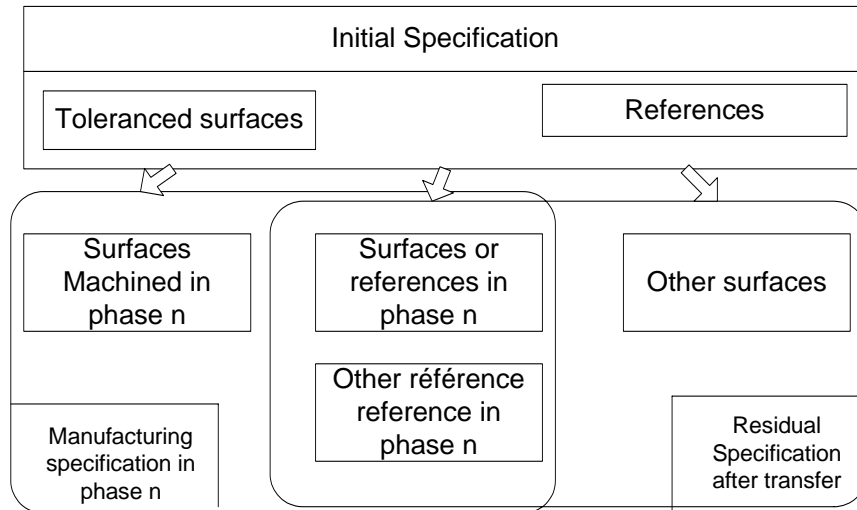 Initial Specification
Toleranced surfaces
References
Surfaces
Machined in
phase n
Surfaces or
references in
phase n
Other surfaces
Other référence
reference in
phase n
Manufacturing
specification in
phase n
Residual
Specification
after transfer